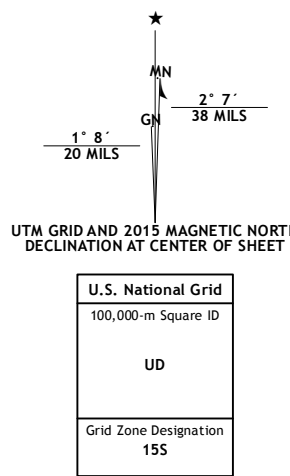 ★
MN
2° 7´
38 MILS
GN
1° 8´
20 MILS
UTM GRID AND 2015 MAGNETIC NORTH
DECLINATION AT CENTER OF SHEET
U.S. National Grid
100,000-m Square ID
UD
Grid Zone Designation
15S